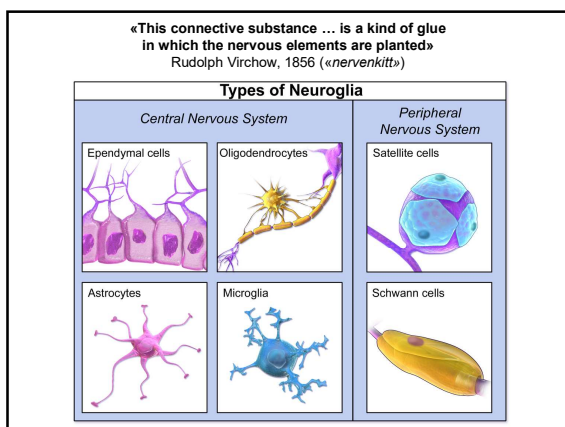 «This connective substance … is a kind of glue
in which the nervous elements are planted»
Rudolph Virchow, 1856 («nervenkitt»)
Types of Neuroglia
Central Nervous System
Peripheral
Nervous System
Ependymal cells
Oligodendrocytes
Satellite cells
Astrocytes
Microglia
Schwann cells